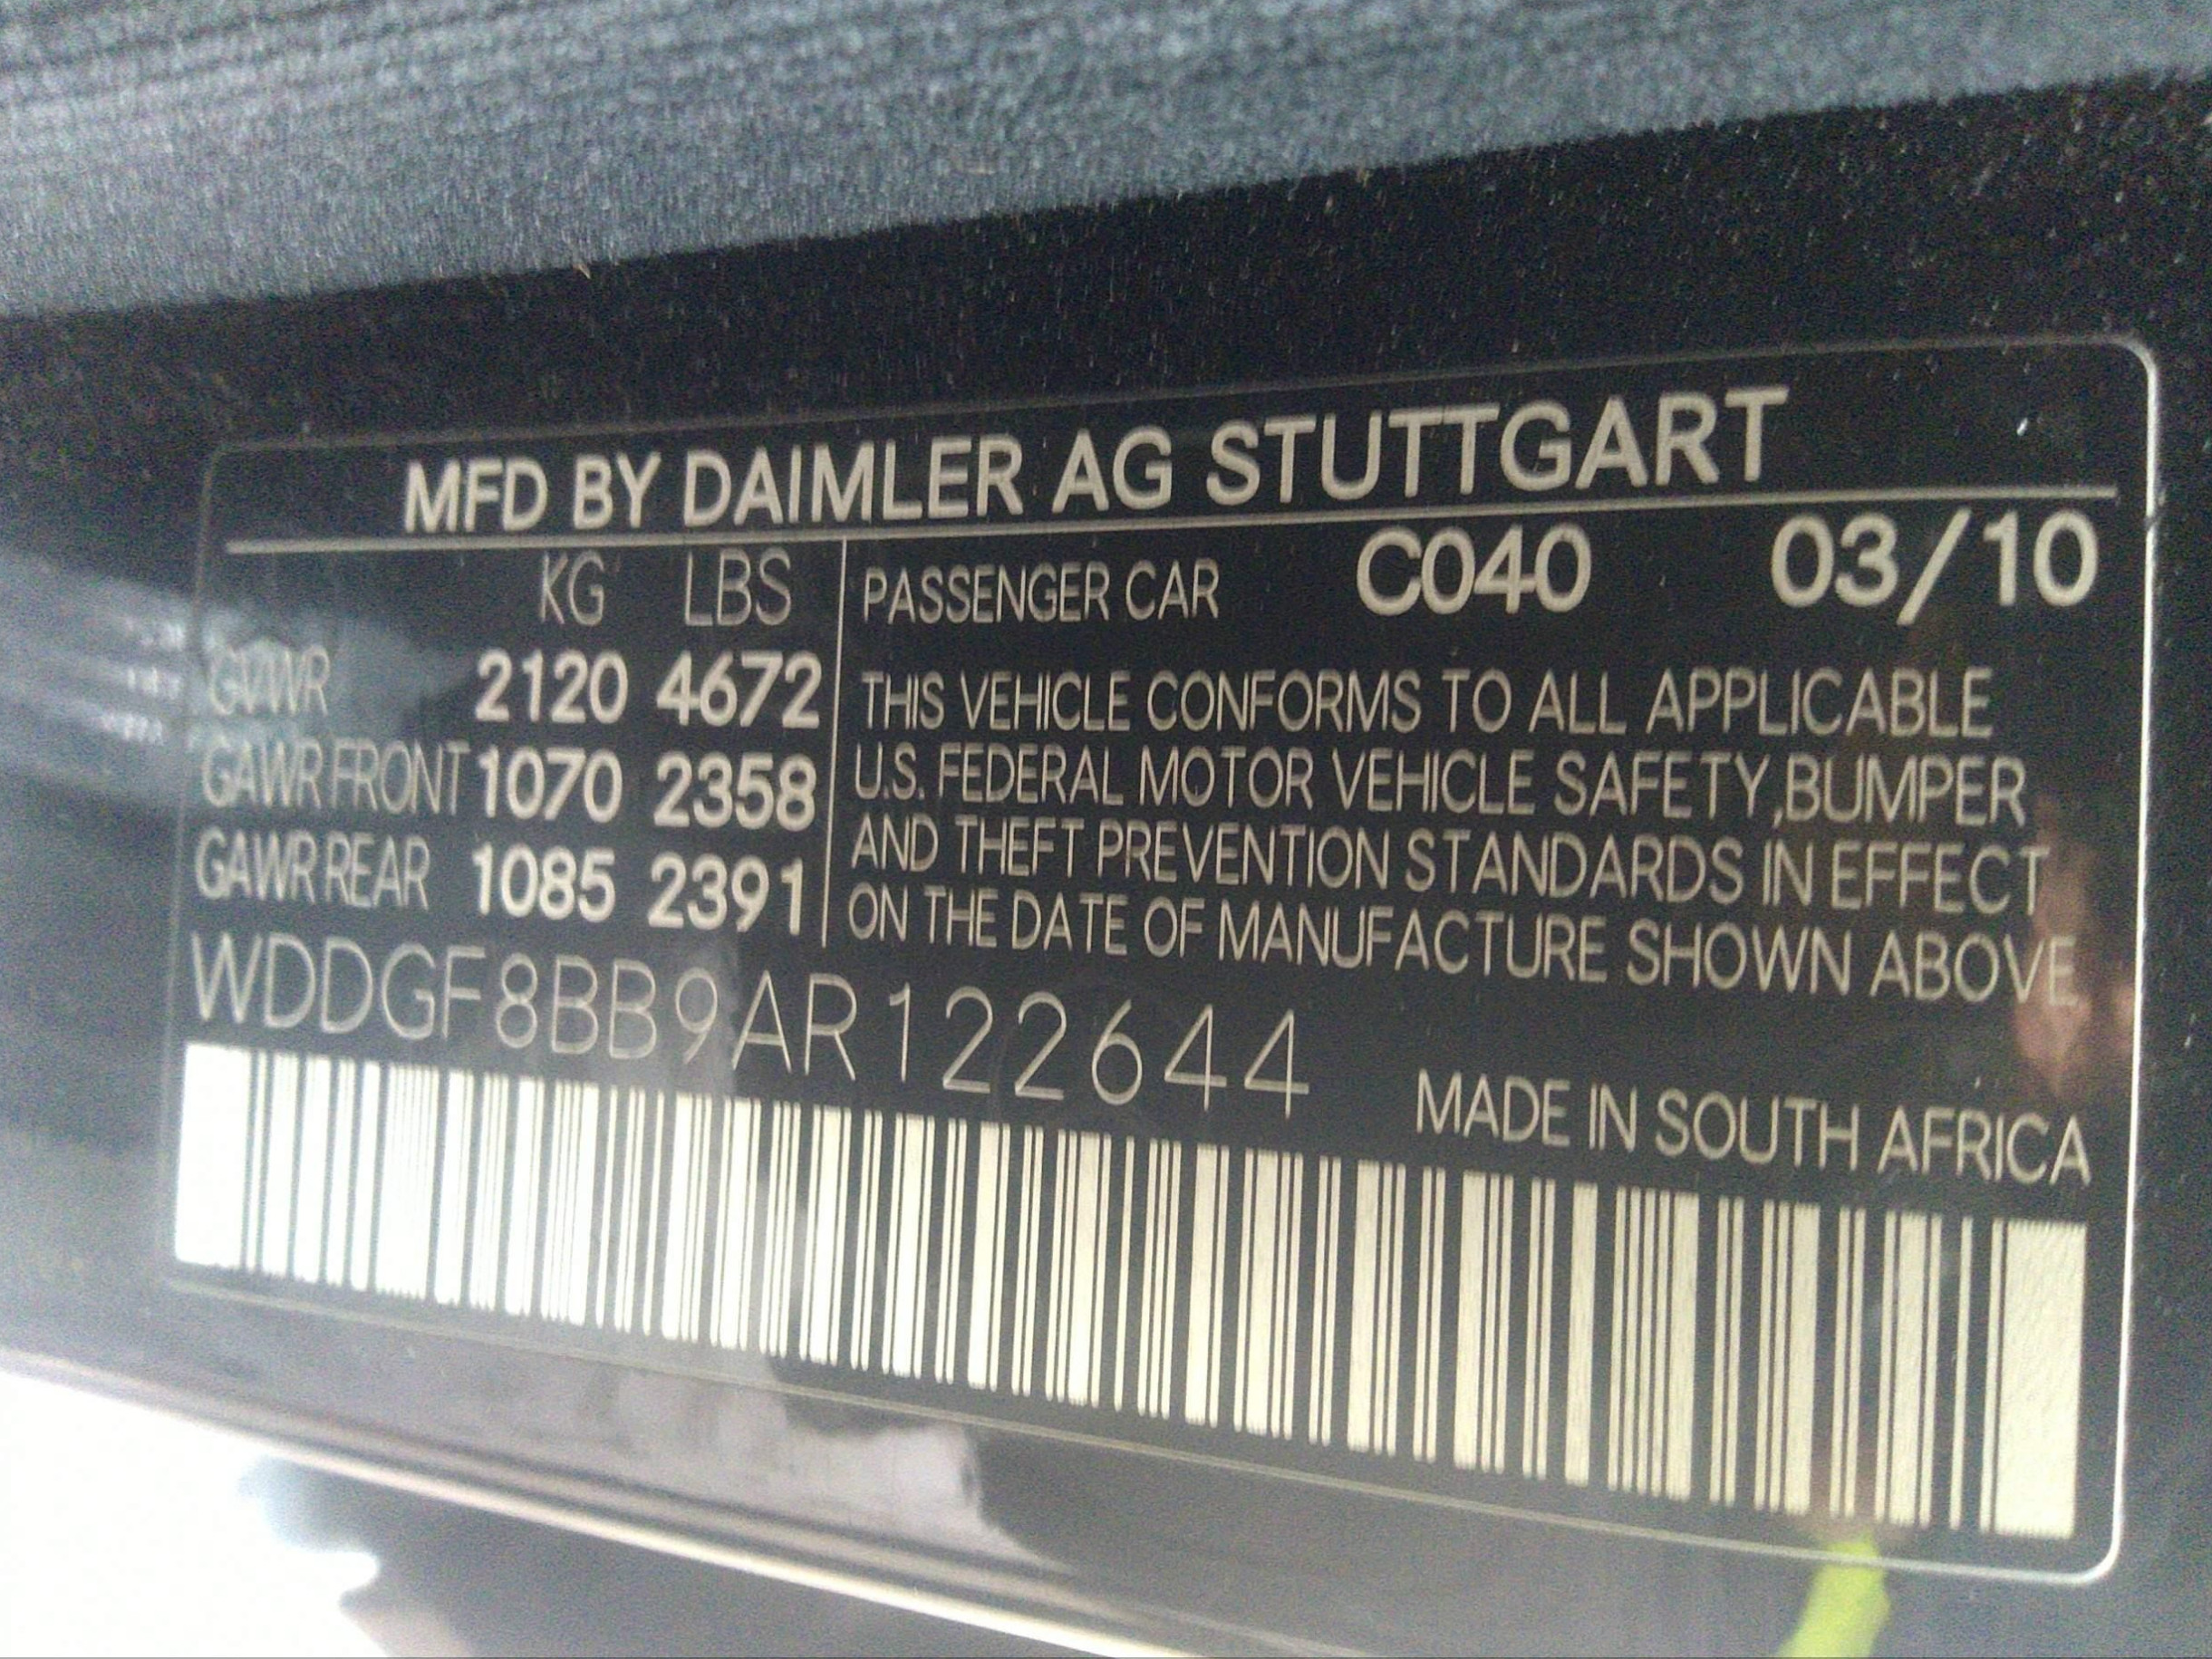 MFD BY DAIMLER AG STUTTGART
KG LBS
GVWR 2120 4672
GAWR FRONT 1070 2358
GAWR REAR 1085 2391
PASSENGER CAR C040 03/10
THIS VEHICLE CONFORMS TO ALL APPLICABLE
U.S. FEDERAL MOTOR VEHICLE SAFETY,BUMPER
AND THEFT PREVENTION STANDARDS IN EFFECT
ON THE DATE OF MANUFACTURE SHOWN ABOVE
WDDGF8BB9AR122644
MADE IN SOUTH AFRICA